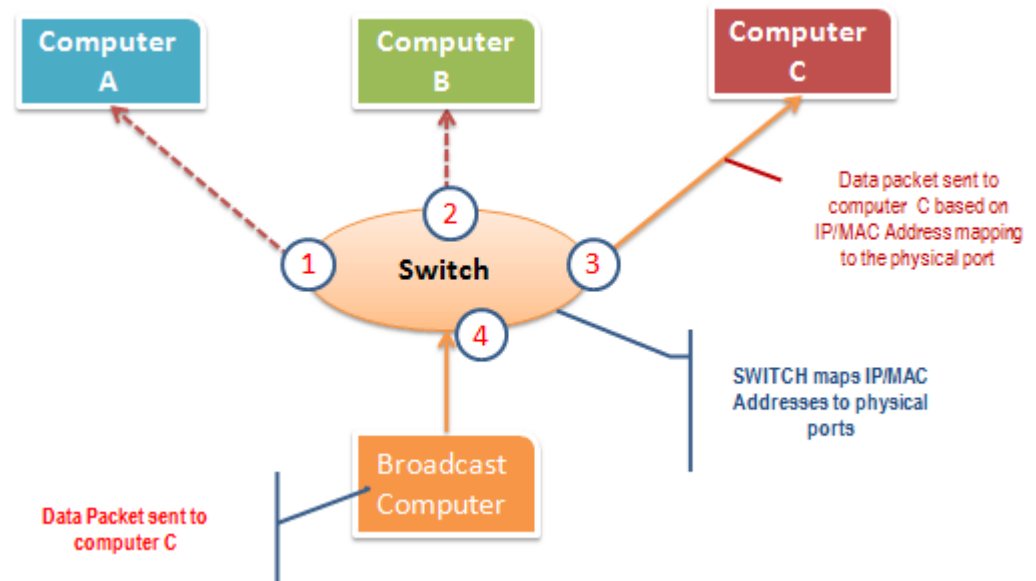 Computer
A
Computer
B
Computer
C
Data packet sent to
computer C based on
IP/MAC Address mapping
to the physical port
1
2
3
Switch
4
SWITCH maps IP/MAC
Addresses to physical
ports
Broadcast
Computer
Data Packet sent to
computer C